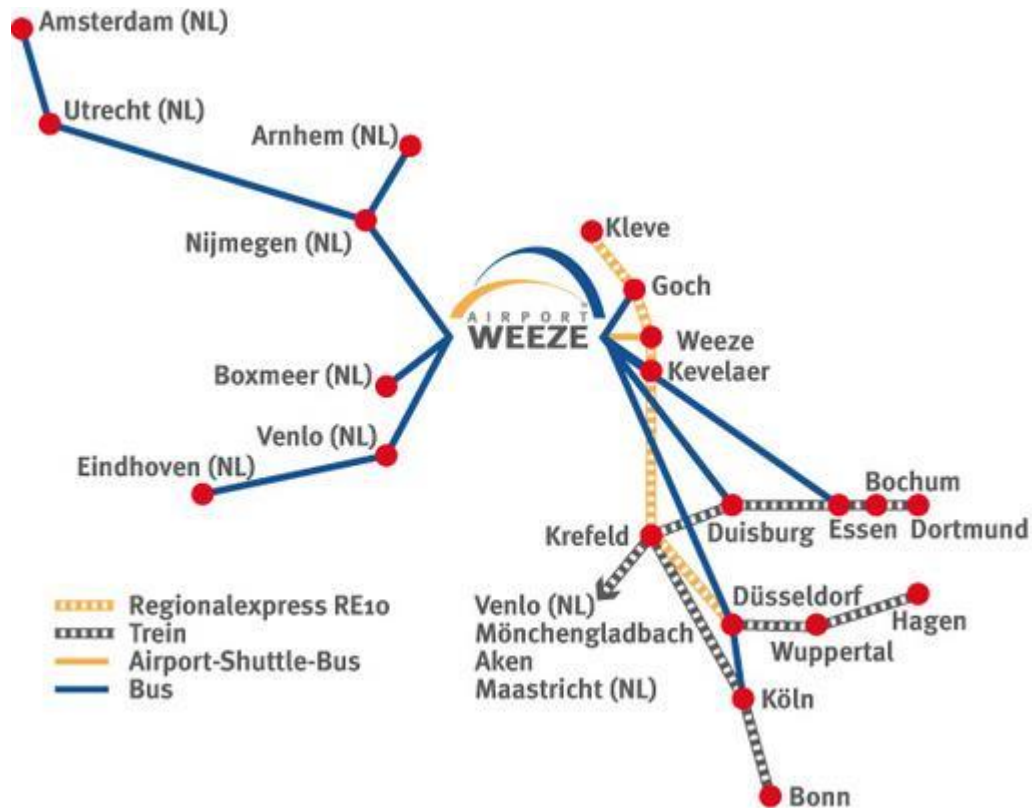 Amsterdam (NL)
Utrecht (NL)
Arnhem (NL)
Nijmegen (NL)
Kleve
Goch
AIRPORT
WEEZE
Weeze
Kevelaer
Boxmeer (NL)
Venlo (NL)
Eindhoven (NL)
Bochum
Krefeld
Duisburg
Essen
Dortmund
Regionalexpress RE10
Trein
Airport-Shuttle-Bus
Bus
Venlo (NL)
Mönchengladbach
Aken
Maastricht (NL)
Düsseldorf
Hagen
Wuppertal
Köln
Bonn